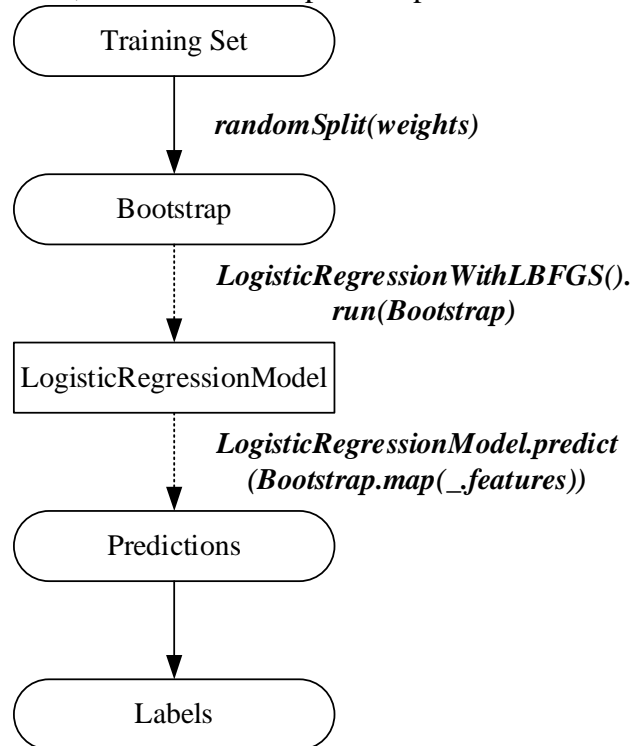 Training Set
randomSplit(weights)
Bootstrap
LogisticRegressionWithLBFGS().
run(Bootstrap)
LogisticRegressionModel
LogisticRegressionModel.predict
(Bootstrap.map(_.features))
Predictions
Labels